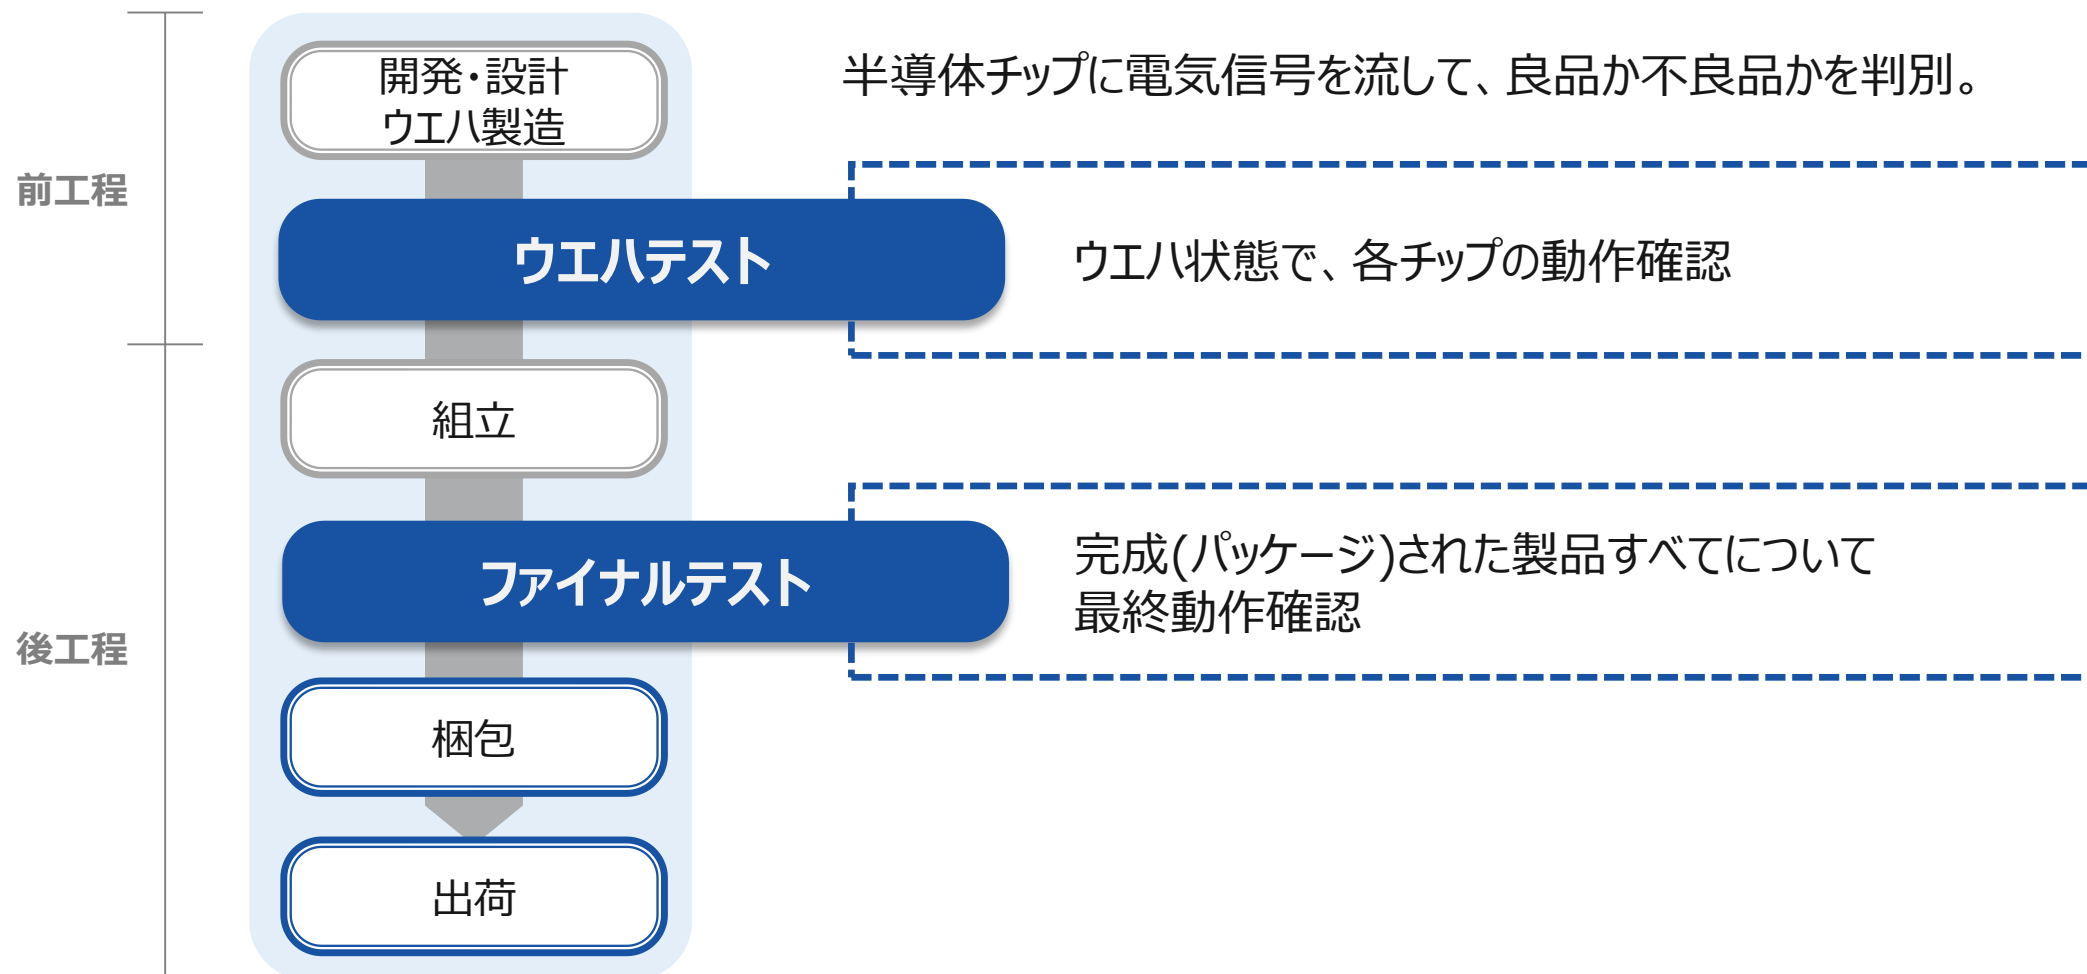 開発・設計
ウエハ製造
半導体チップに電気信号を流して、良品か不良品かを判別。
前工程
ウエハテスト
ウエハ状態で、各チップの動作確認
組立
ファイナルテスト
完成(パッケージ)された製品すべてについて
最終動作確認
後工程
梱包
出荷